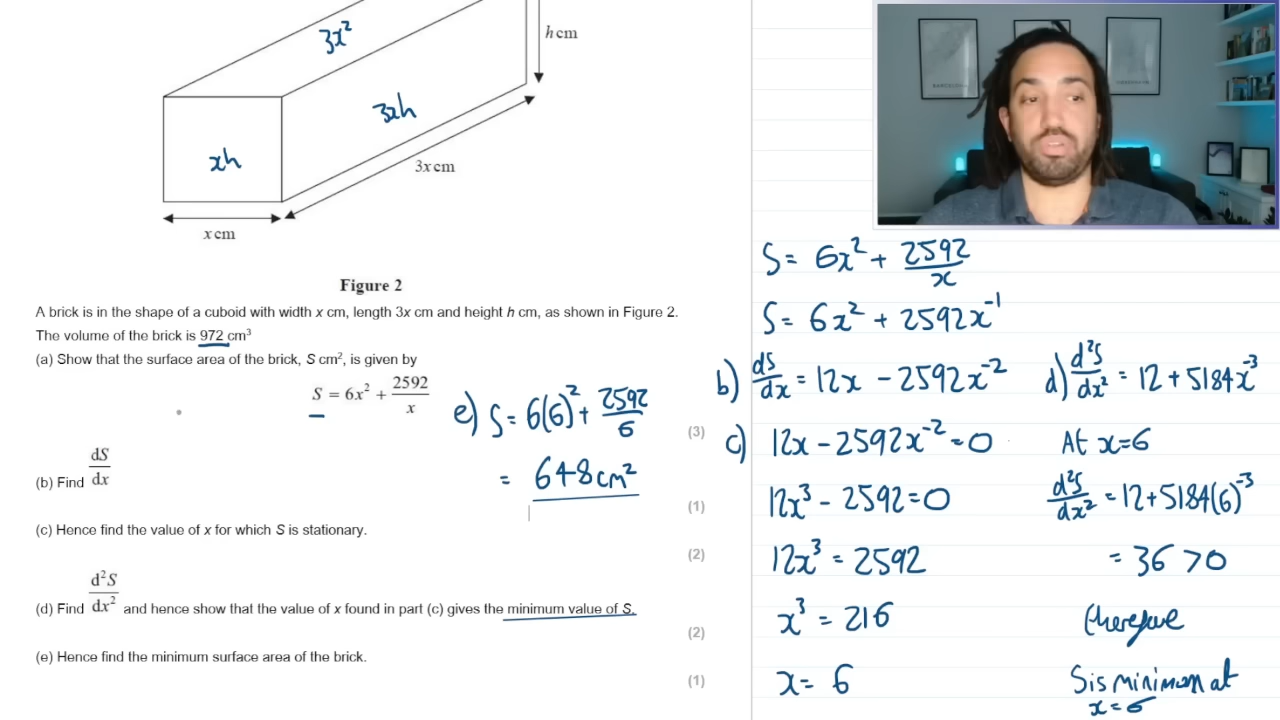 3x²
h cm
3xh
xh
3x cm
x cm
Figure 2
A brick is in the shape of a cuboid with width x cm, length 3x cm and height h cm, as shown in Figure 2.
The volume of the brick is 972 cm³
(a) Show that the surface area of the brick, S cm², is given by
S = 6x² + 2592/x
(3)
(b) Find dS/dx
(1)
(c) Hence find the value of x for which S is stationary.
(2)
(d) Find d²S/dx² and hence show that the value of x found in part (c) gives the minimum value of S.
(2)
(e) Hence find the minimum surface area of the brick.
(1)
e) S = 6(6)² + 2592/6
= 648cm²
S = 6x² + 2592/x
S = 6x² + 2592x⁻¹
b) dS/dx = 12x - 2592x⁻²
c) 12x - 2592x⁻² = 0
12x³ - 2592 = 0
12x³ = 2592
x³ = 216
x = 6
d) d²S/dx² = 12 + 5184x⁻³
At x=6
d²S/dx² = 12 + 5184(6)⁻³
= 36 > 0
therefore
S is minimum at
x = 6